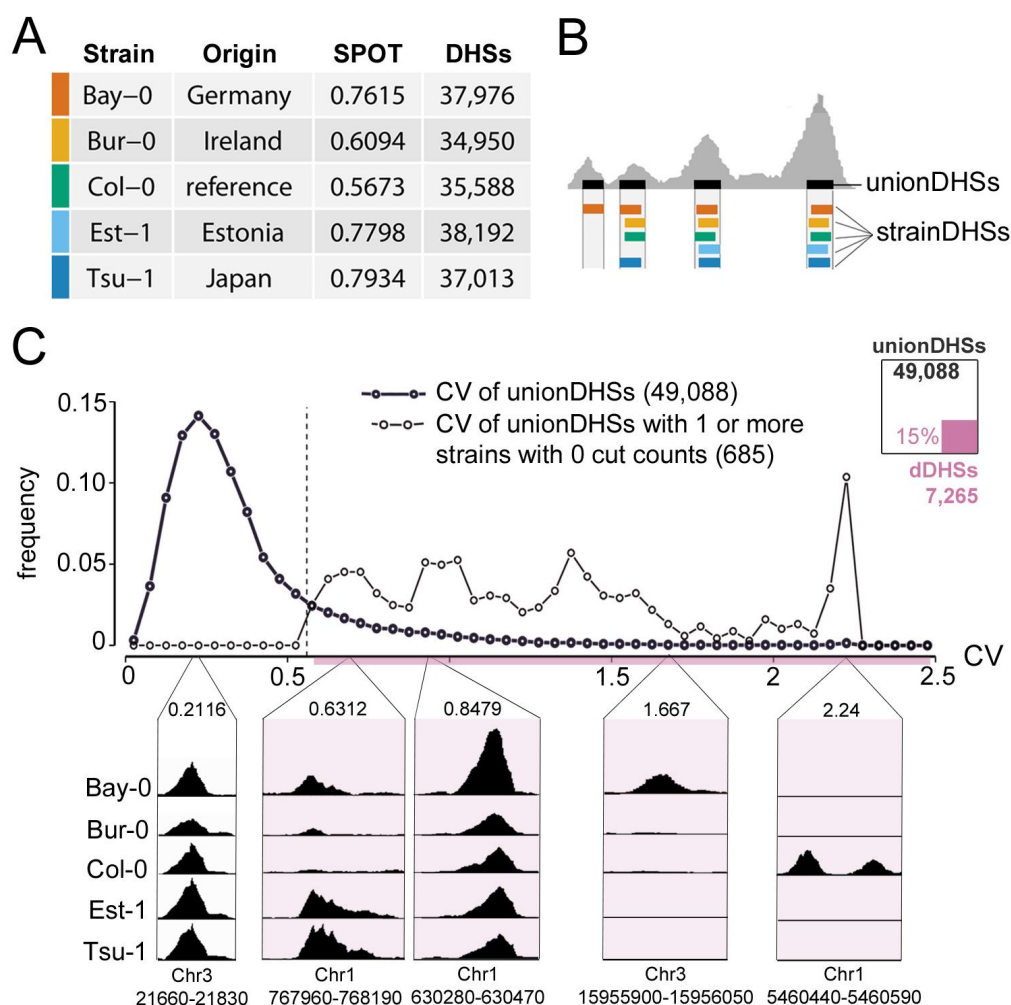 A
Strain Origin SPOT DHSs
Bay–0 Germany 0.7615 37,976
Bur–0 Ireland 0.6094 34,950
Col–0 reference 0.5673 35,588
Est–1 Estonia 0.7798 38,192
Tsu–1 Japan 0.7934 37,013
B
unionDHSs
strainDHSs
C
unionDHSs
49,088
15%
dDHSs
7,265
CV of unionDHSs (49,088)
CV of unionDHSs with 1 or more
strains with 0 cut counts (685)
frequency
0.15
0.10
0.05
0
0 0.5 1.5 2 2.5 CV
0.2116 0.6312 0.8479 1.667 2.24
Bay-0
Bur-0
Col-0
Est-1
Tsu-1
Chr3 Chr1 Chr1 Chr3 Chr1
21660-21830 767960-768190 630280-630470 15955900-15956050 5460440-5460590